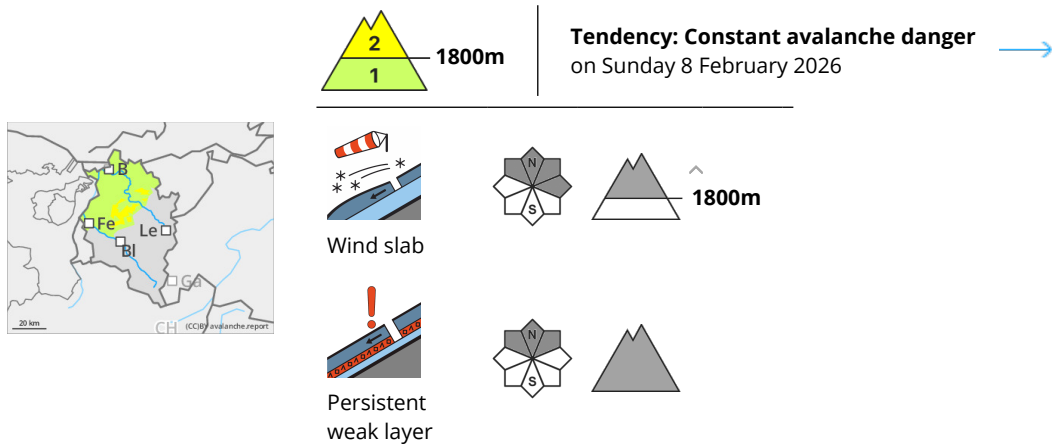 2
1
1800m
Tendency: Constant avalanche danger
on Sunday 8 February 2026
B
Fe
Le
Bl
Ga
CH
20 km
(CC)BY avalanche.report
N
S
1800m
Wind slab
N
S
Persistent
weak layer